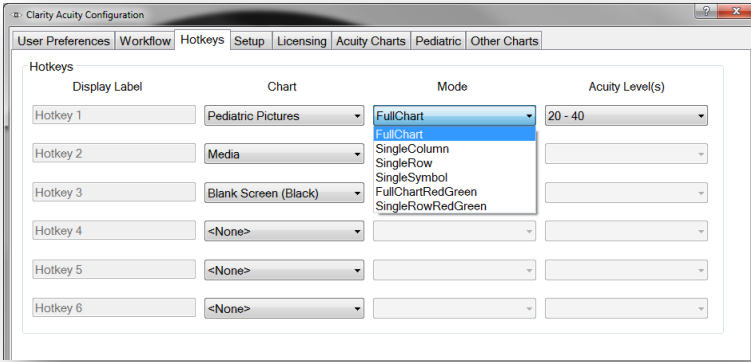 Clarity Acuity Configuration
User Preferences Workflow Hotkeys Setup Licensing Acuity Charts Pediatric Other Charts
Hotkeys
Display Label Chart Mode Acuity Level(s)
Hotkey 1 Pediatric Pictures FullChart 20 - 40
FullChart
Hotkey 2 Media SingleColumn
SingleRow
SingleSymbol
Hotkey 3 Blank Screen (Black) FullChartRedGreen
SingleRowRedGreen
Hotkey 4 <None>
Hotkey 5 <None>
Hotkey 6 <None>